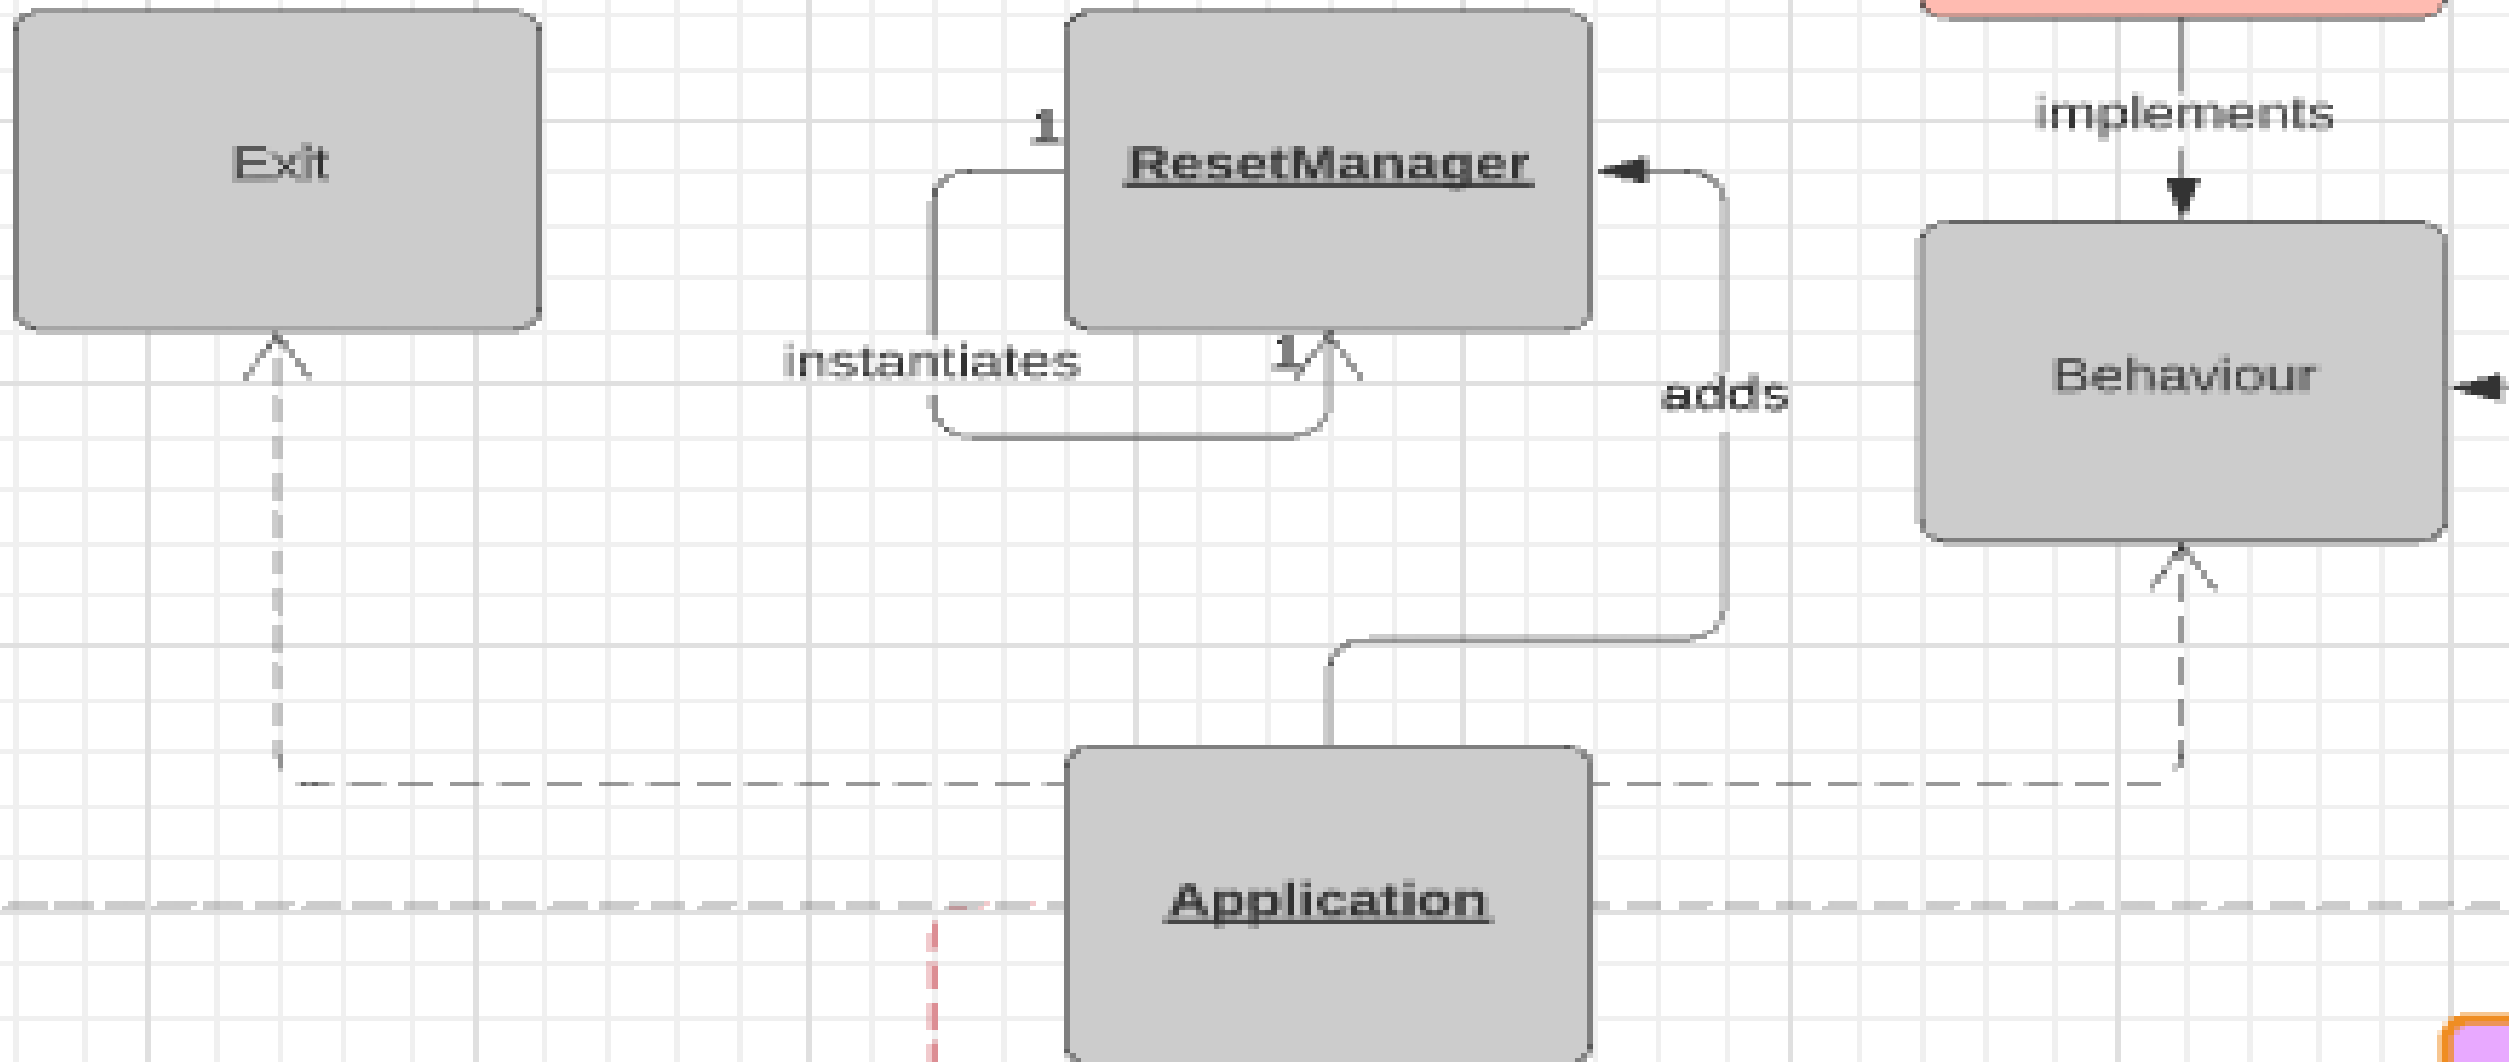 implements
1
Exit
ResetManager
instantiates
1
adds
Behaviour
Application